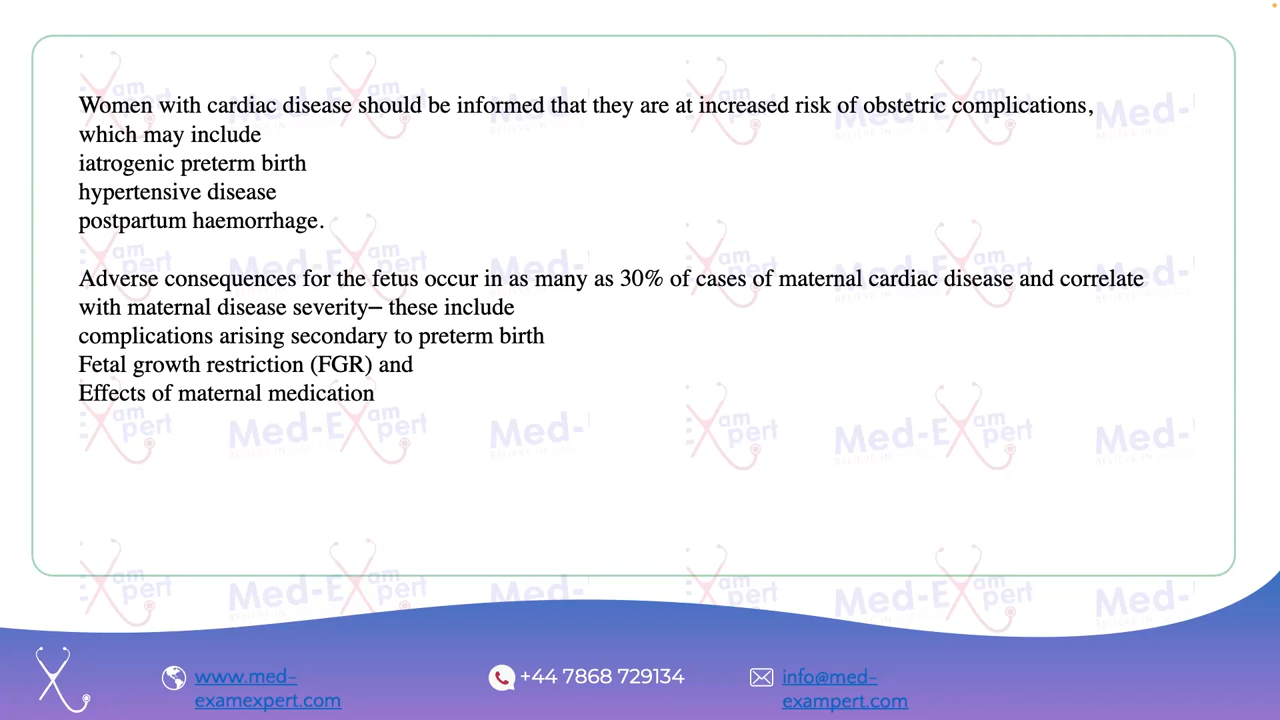 Women with cardiac disease should be informed that they are at increased risk of obstetric complications,
which may include
iatrogenic preterm birth
hypertensive disease
postpartum haemorrhage.
Adverse consequences for the fetus occur in as many as 30% of cases of maternal cardiac disease and correlate
with maternal disease severity– these include
complications arising secondary to preterm birth
Fetal growth restriction (FGR) and
Effects of maternal medication
www.med-
examexpert.com
+44 7868 729134
info@med-
exampert.com